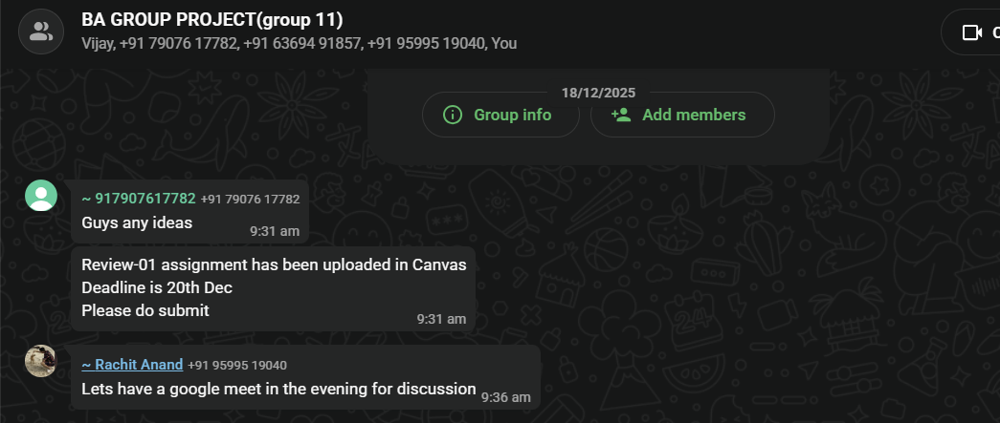 BA GROUP PROJECT(group 11)
Vijay, +91 79076 17782, +91 63694 91857, +91 95995 19040, You
C
18/12/2025
Group info
Add members
~ 917907617782 +91 79076 17782
Guys any ideas
9:31 am
Review-01 assignment has been uploaded in Canvas
Deadline is 20th Dec
Please do submit
9:31 am
~ Rachit Anand +91 95995 19040
Lets have a google meet in the evening for discussion
9:36 am